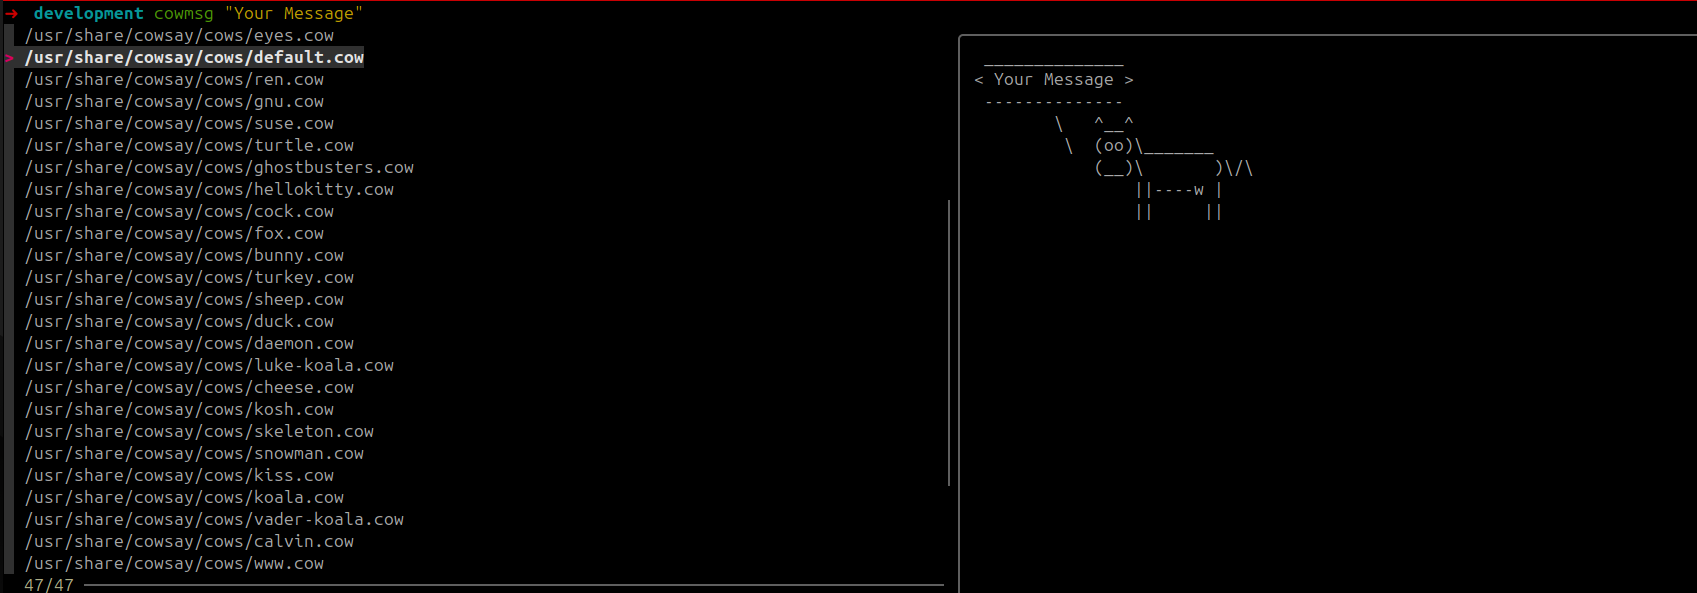 ➜ development cowmsg "Your Message"
/usr/share/cowsay/cows/eyes.cow
> /usr/share/cowsay/cows/default.cow
/usr/share/cowsay/cows/ren.cow
/usr/share/cowsay/cows/gnu.cow
/usr/share/cowsay/cows/suse.cow
/usr/share/cowsay/cows/turtle.cow
/usr/share/cowsay/cows/ghostbusters.cow
/usr/share/cowsay/cows/hellokitty.cow
/usr/share/cowsay/cows/cock.cow
/usr/share/cowsay/cows/fox.cow
/usr/share/cowsay/cows/bunny.cow
/usr/share/cowsay/cows/turkey.cow
/usr/share/cowsay/cows/sheep.cow
/usr/share/cowsay/cows/duck.cow
/usr/share/cowsay/cows/daemon.cow
/usr/share/cowsay/cows/luke-koala.cow
/usr/share/cowsay/cows/cheese.cow
/usr/share/cowsay/cows/kosh.cow
/usr/share/cowsay/cows/skeleton.cow
/usr/share/cowsay/cows/snowman.cow
/usr/share/cowsay/cows/kiss.cow
/usr/share/cowsay/cows/koala.cow
/usr/share/cowsay/cows/vader-koala.cow
/usr/share/cowsay/cows/calvin.cow
/usr/share/cowsay/cows/www.cow
47/47
 ______________
< Your Message >
 --------------
        \   ^__^
         \  (oo)\_______
            (__)\       )\/\
                ||----w |
                ||     ||